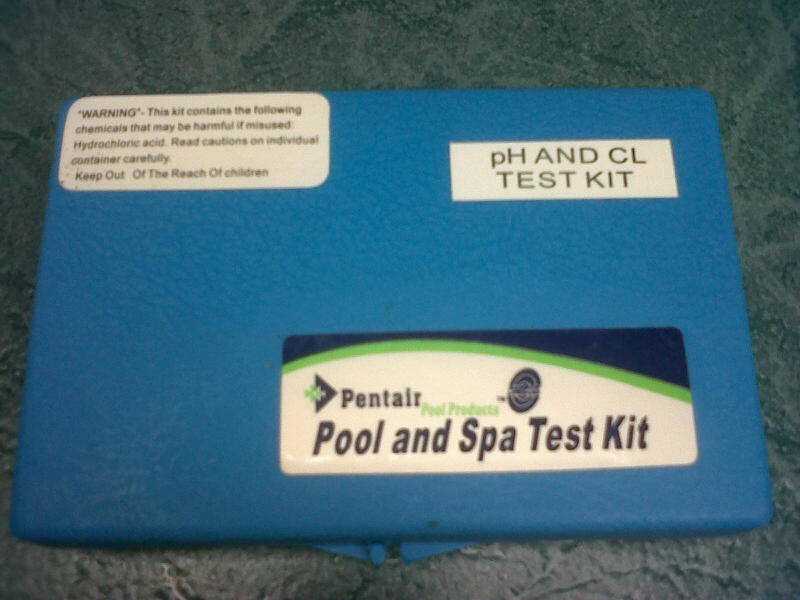 "WARNING"- This kit contains the following
chemicals that may be harmful if misused:
Hydrochloric acid. Read cautions on individual
container carefully.
Keep Out Of The Reach Of children
pH AND CL
TEST KIT
Pentair
Pool Products ™
Pool and Spa Test Kit